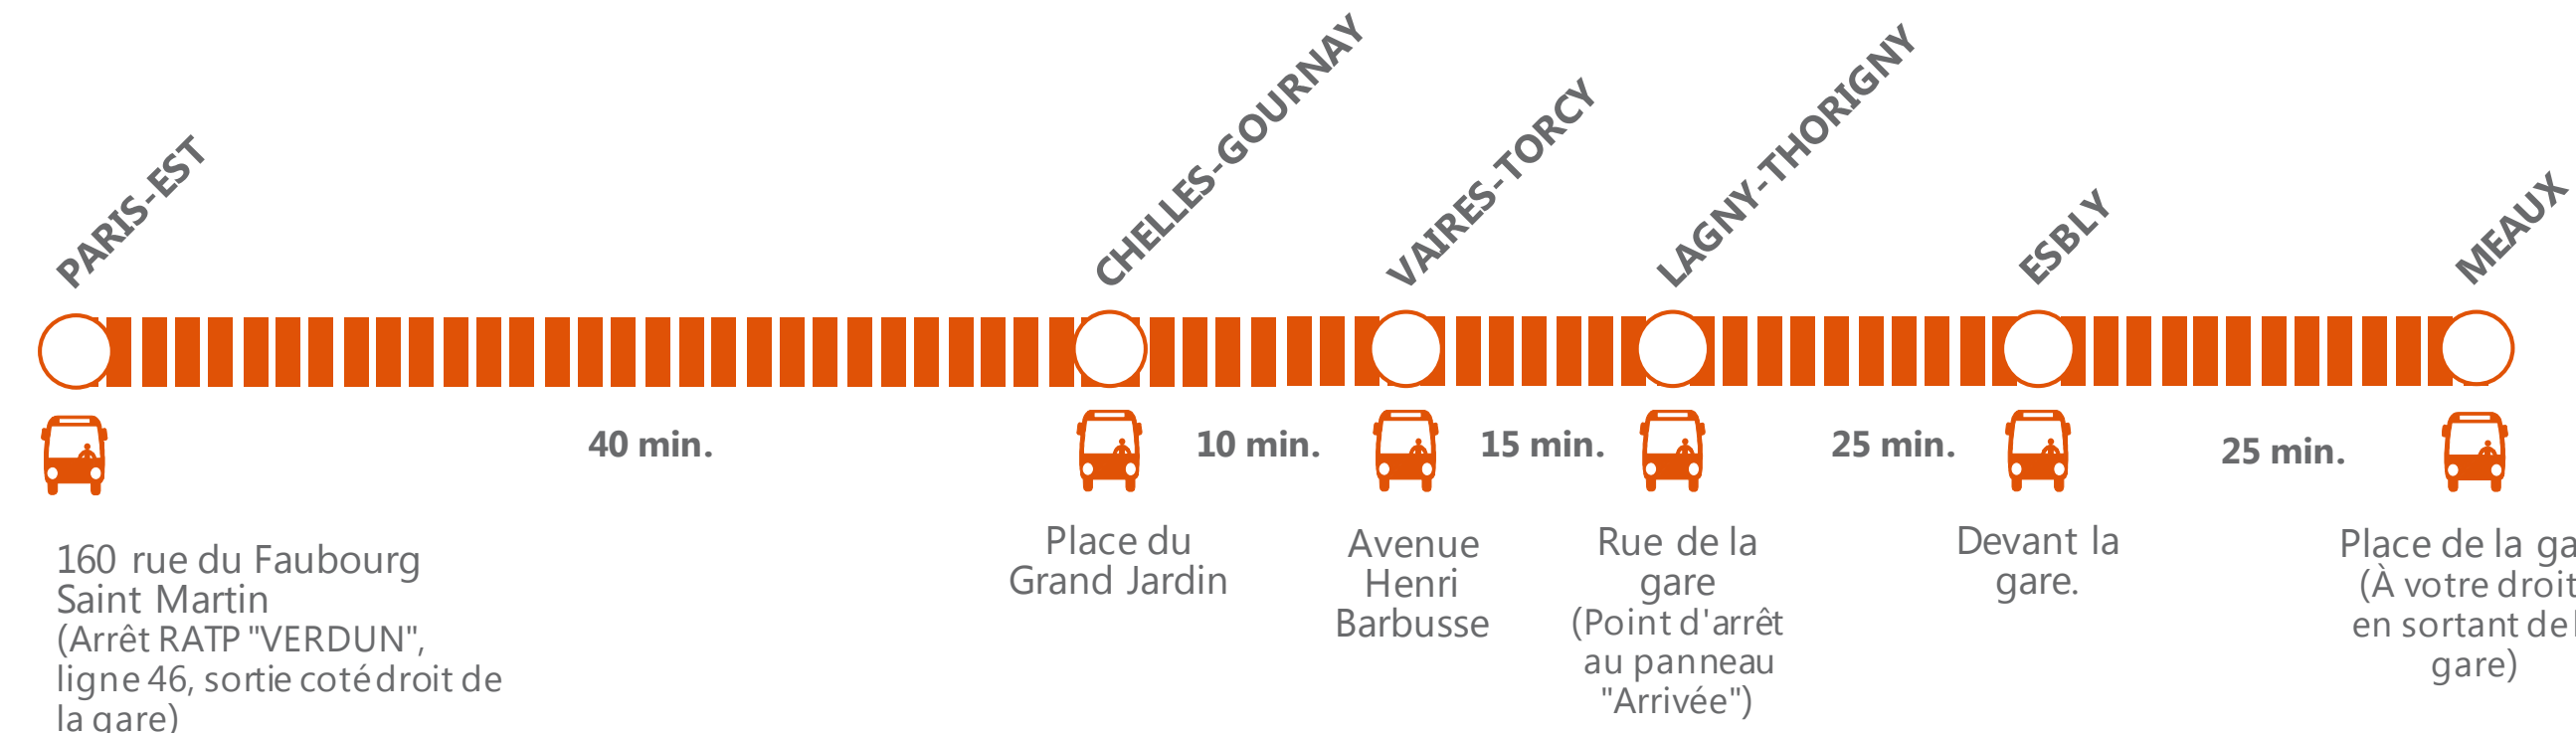 PARIS-EST
CHELLES-GOURNAY
VAIRES-TORCY
LAGNY-THORIGNY
ESBLY
MEAUX
40 min.
10 min.
15 min.
25 min.
25 min.
160 rue du Faubourg
Saint Martin
(Arrêt RATP "VERDUN",
ligne 46, sortie coté droit de
la gare)
Place du
Grand Jardin
Avenue
Henri
Barbusse
Rue de la
gare
(Point d'arrêt
au panneau
"Arrivée")
Devant la
gare.
Place de la
(À votre
en sortant de
gare)